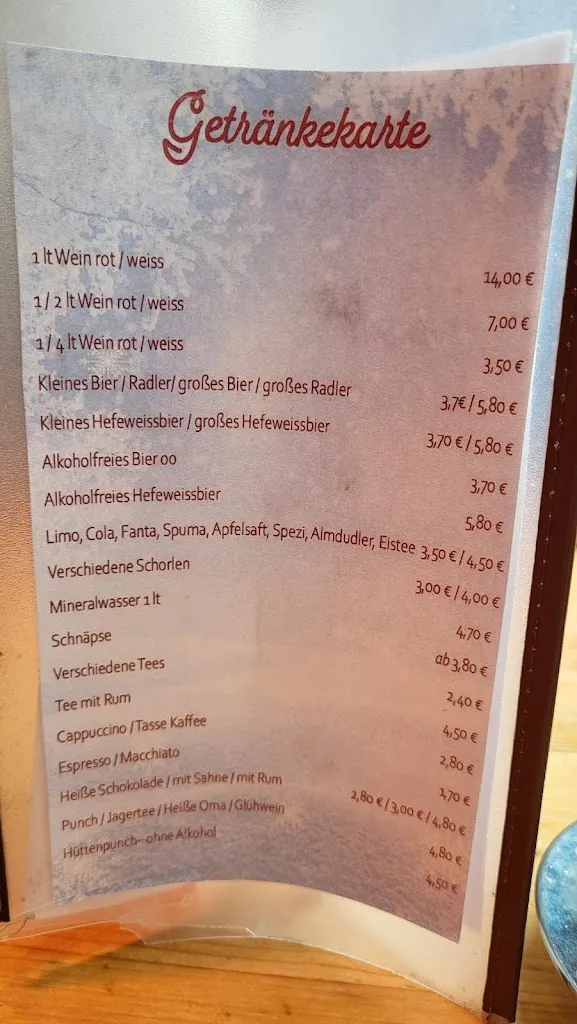 Getränkekarte
1 lt Wein rot / weiss 14,00 €
1 / 2 lt Wein rot / weiss 7,00 €
1 / 4 lt Wein rot / weiss 3,50 €
Kleines Bier / Radler/ großes Bier / großes Radler 3,7€ / 5,80 €
Kleines Hefeweissbier / großes Hefeweissbier 3,70 € / 5,80 €
Alkoholfreies Bier 00 3,70 €
Alkoholfreies Hefeweissbier 5,80 €
Limo, Cola, Fanta, Spuma, Apfelsaft, Spezi, Almdudler, Eistee 3,50 € / 4,50 €
Verschiedene Schorlen 3,00 € / 4,00 €
Mineralwasser 1 lt 4,70 €
Schnäpse ab 3,80 €
Verschiedene Tees 2,40 €
Tee mit Rum 4,50 €
Cappuccino / Tasse Kaffee 2,80 €
Espresso / Macchiato 1,70 €
Heiße Schokolade / mit Sahne / mit Rum 2,80 € / 3,00 € / 4,80 €
Punch / Jagertee / Heiße Oma / Glühwein 4,80 €
Hüttenpunch– ohne Alkohol 4,50 €